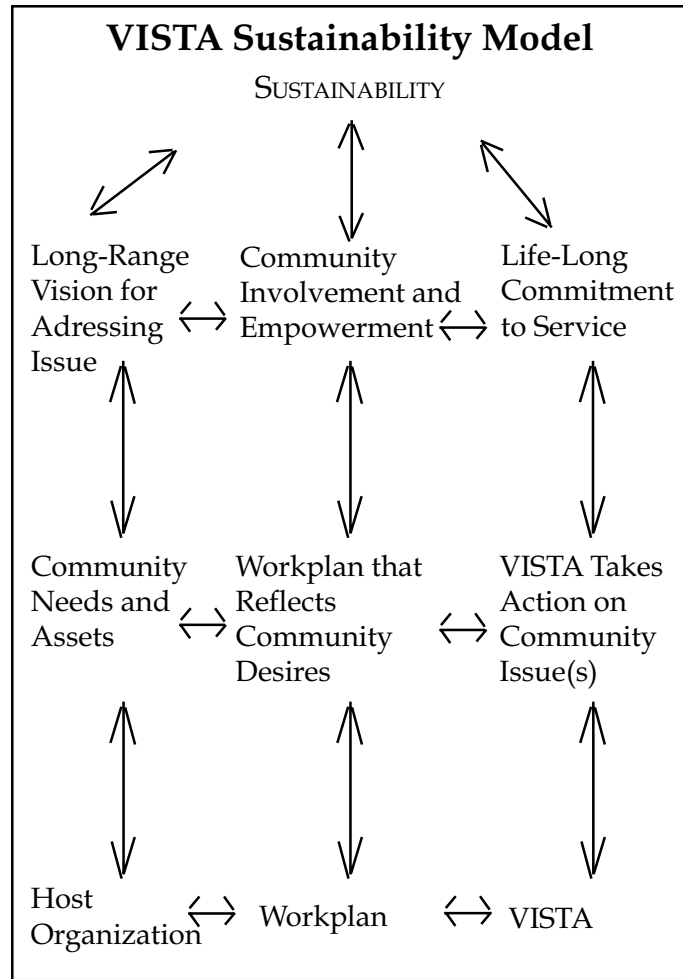 VISTA Sustainability Model
SUSTAINABILITY
Long-Range
Vision for
Adressing
Issue
Community
Involvement and
Empowerment
Life-Long
Commitment
to Service
Community
Needs and
Assets
Workplan that
Reflects
Community
Desires
VISTA Takes
Action on
Community
Issue(s)
Host
Organization
Workplan
VISTA